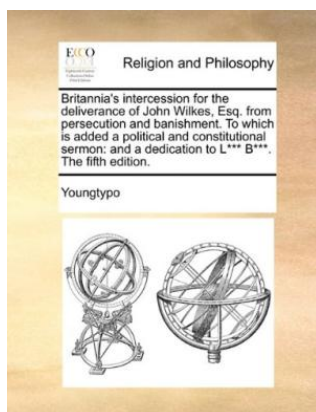 ECCO
Religion and Philosophy
Britannia's intercession for the
deliverance of John Wilkes, Esq. from
persecution and banishment. To which
is added a political and constitutional
sermon: and a dedication to L*** B***.
The fifth edition.
Youngtypo